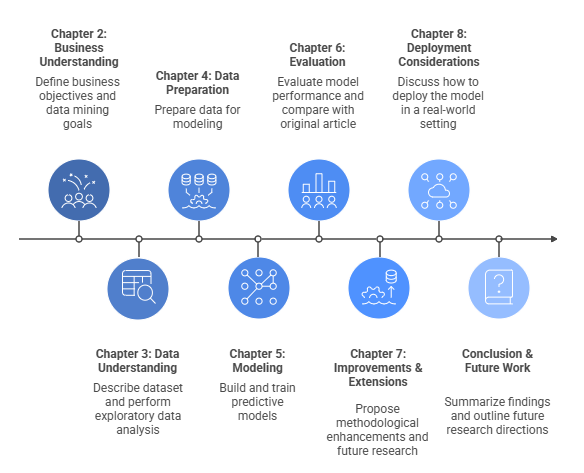 Chapter 2:
Business
Understanding
Define business
objectives and
data mining
goals
Chapter 4: Data
Preparation
Prepare data for
modeling
Chapter 6:
Evaluation
Evaluate model
performance and
compare with
original article
Chapter 8:
Deployment
Considerations
Discuss how to
deploy the model
in a real-world
setting
?
Chapter 3: Data
Understanding
Describe dataset
and perform
exploratory data
analysis
Chapter 5:
Modeling
Build and train
predictive
models
Chapter 7:
Improvements &
Extensions
Propose
methodological
enhancements and
future research
Conclusion &
Future Work
Summarize findings
and outline future
research directions